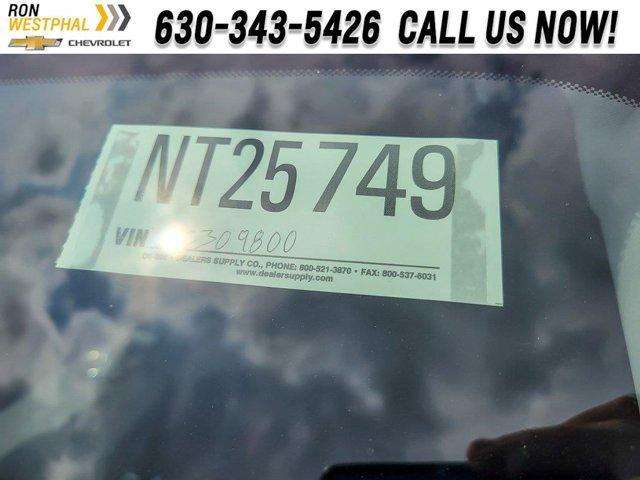 RON
WESTPHAL
CHEVROLET
630-343-5426 CALL US NOW!
NT25749
VIN 309800
DEALERS SUPPLY CO., PHONE: 800-521-3870 • FAX: 800-537-6031
www.dealersupply.com